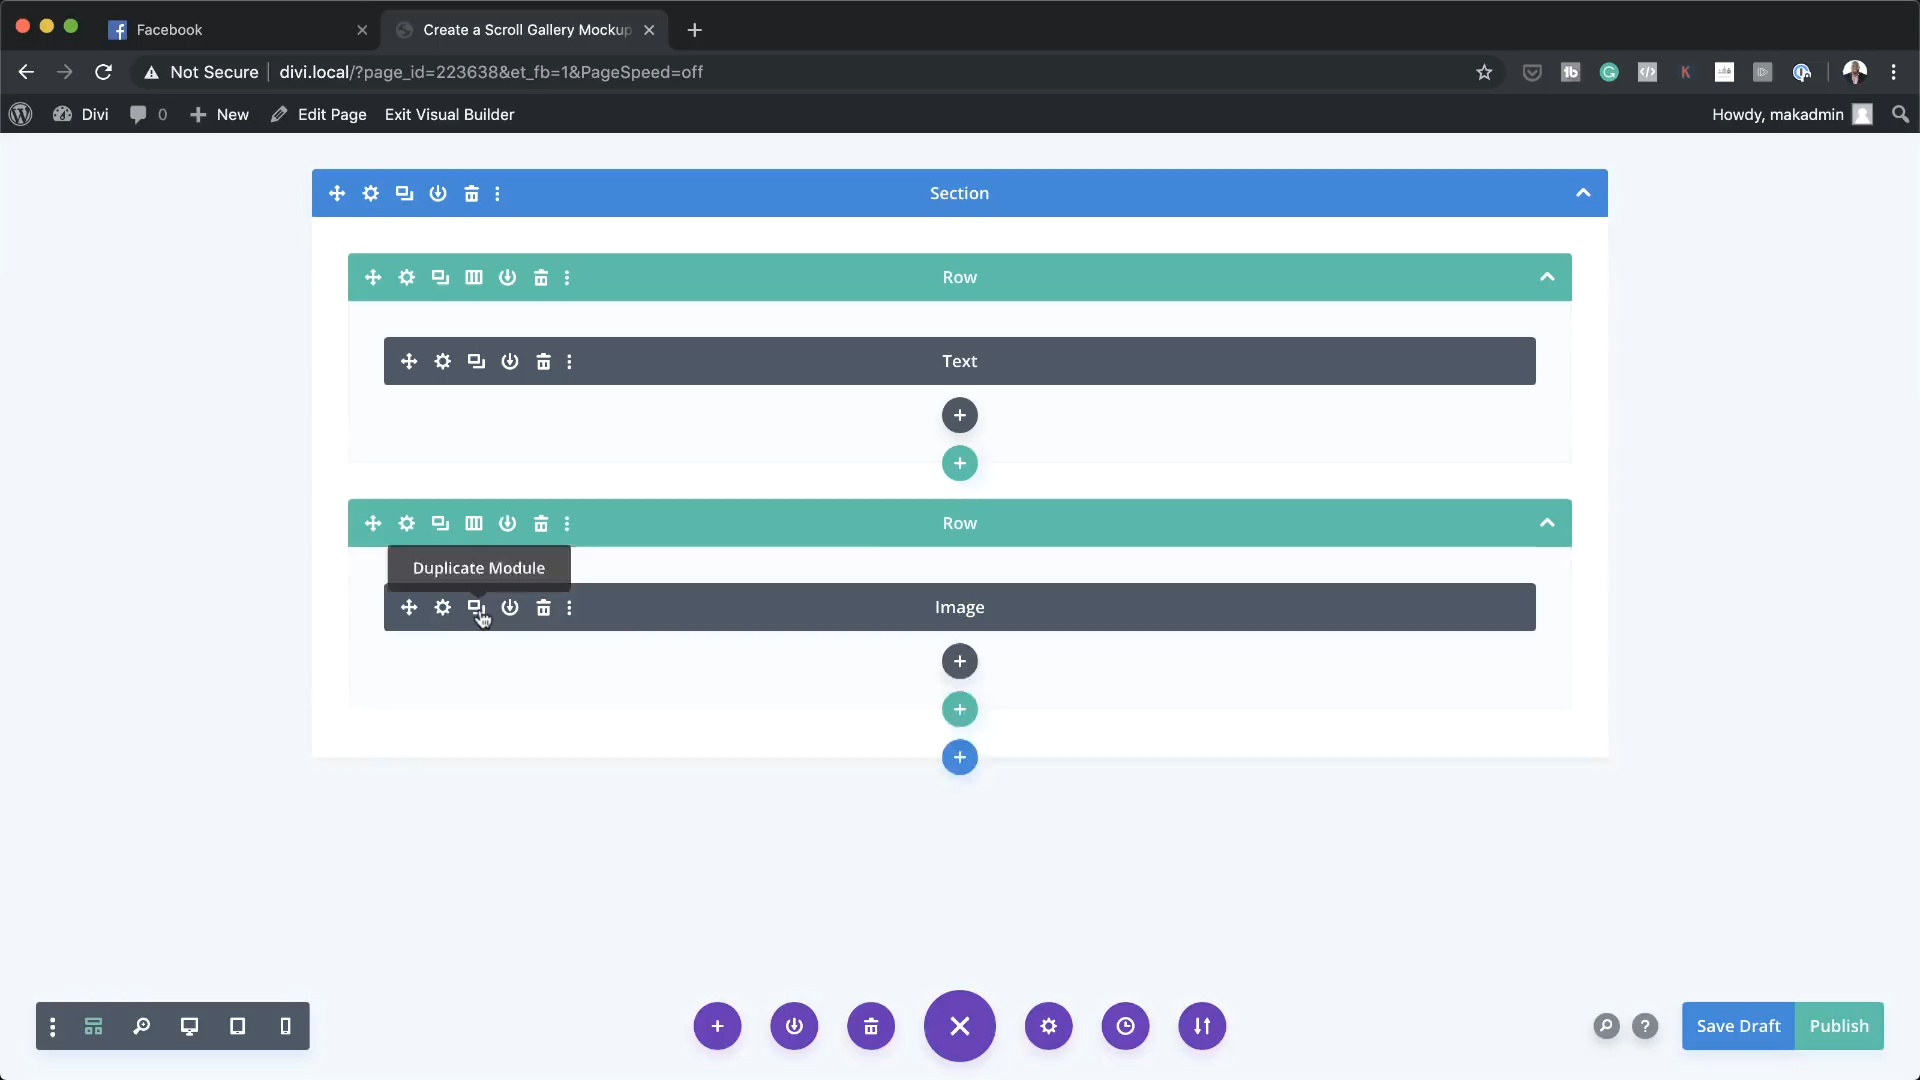 Facebook
Create a Scroll Gallery Mockup
Not Secure
divi.local/?page_id=223638&et_fb=1&PageSpeed=off
Divi
0
New
Edit Page
Exit Visual Builder
Howdy, makadmin
Section
Row
Text
Row
Duplicate Module
Image
Save Draft
Publish